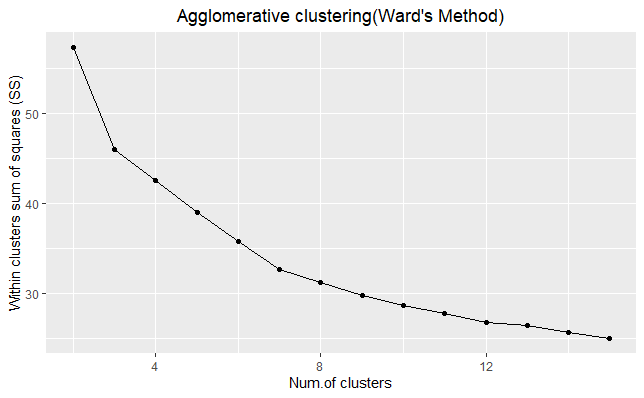 Agglomerative clustering(Ward's Method)
Within clusters sum of squares (SS)
50
40
30
4
8
12
Num.of clusters